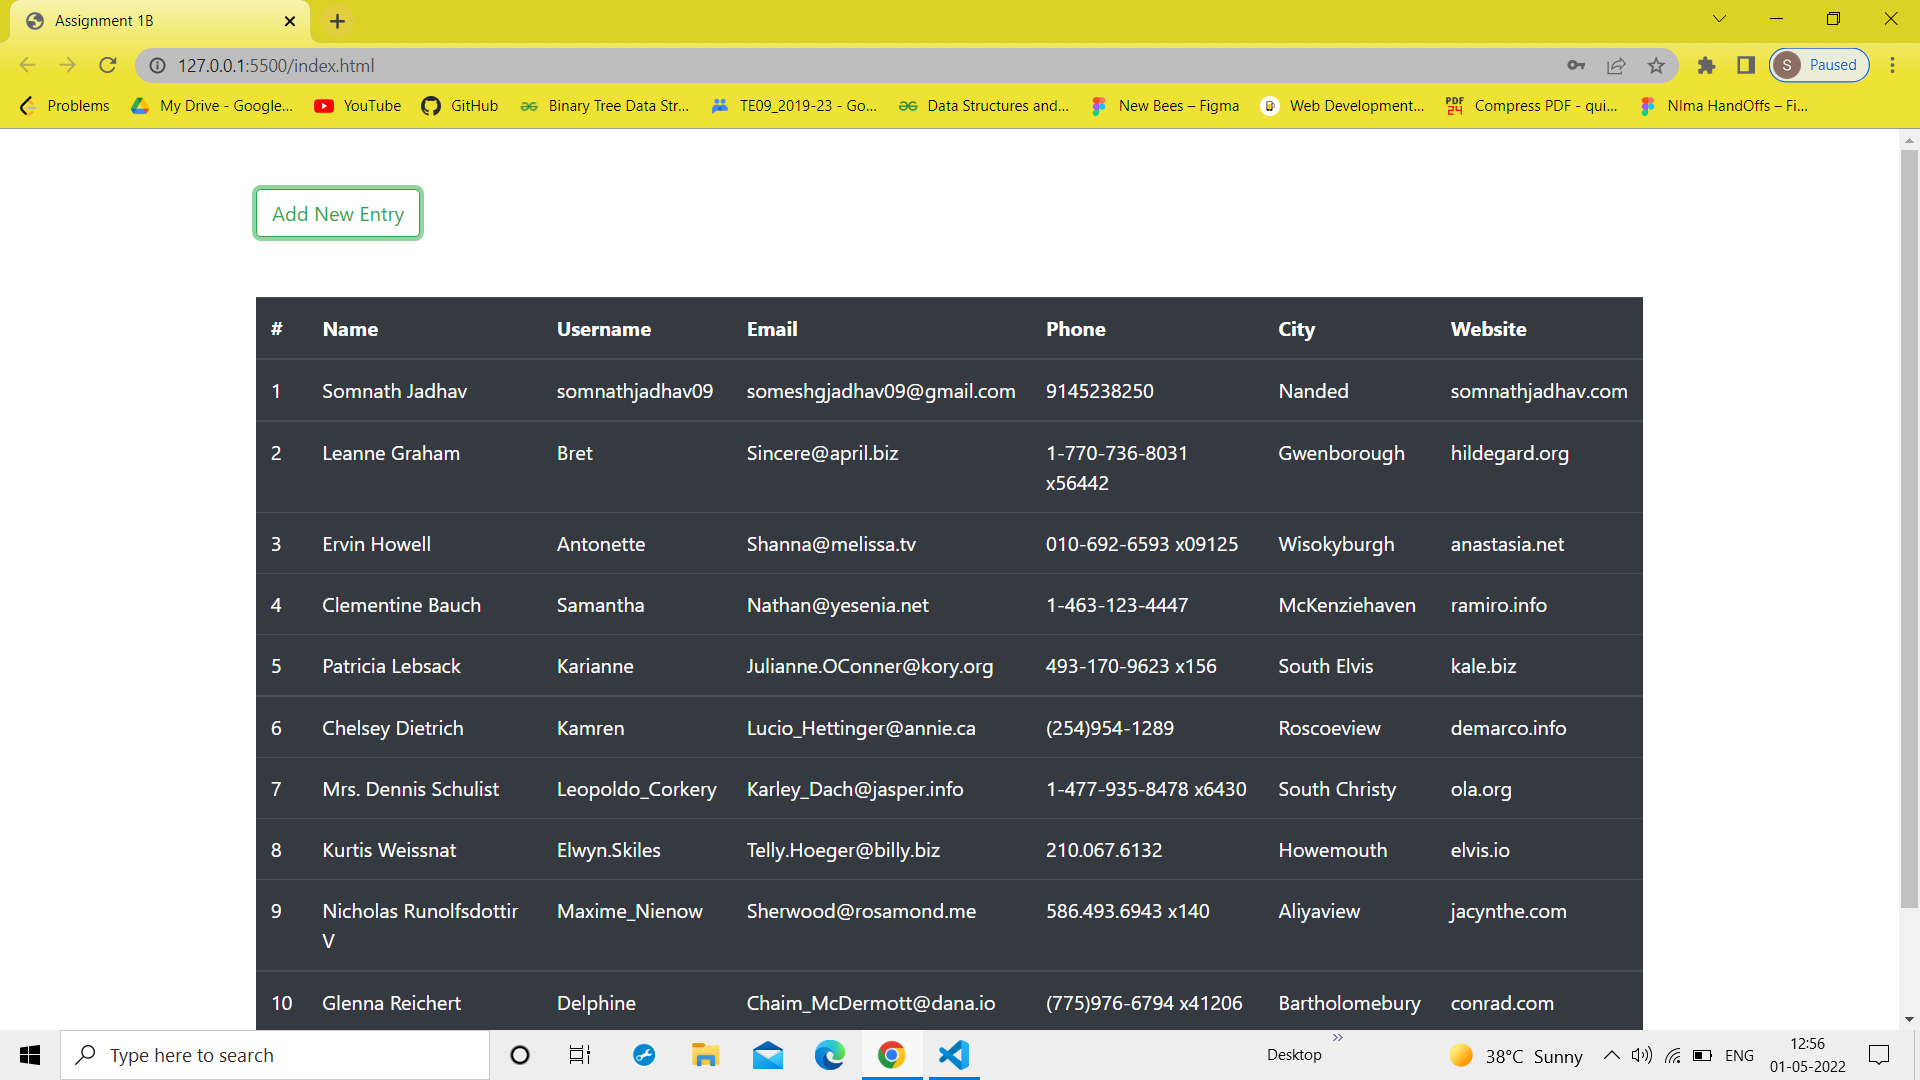 Assignment 1B
127.0.0.1:5500/index.html
S Paused
Problems My Drive - Google... YouTube GitHub Binary Tree Data Str... TE09_2019-23 - Go... Data Structures and... New Bees – Figma Web Development... PDF 24 Compress PDF - qui... NIma HandOffs – Fi...
Add New Entry
# Name Username Email Phone City Website
1 Somnath Jadhav somnathjadhav09 someshgjadhav09@gmail.com 9145238250 Nanded somnathjadhav.com
2 Leanne Graham Bret Sincere@april.biz 1-770-736-8031 Gwenborough hildegard.org
x56442
3 Ervin Howell Antonette Shanna@melissa.tv 010-692-6593 x09125 Wisokyburgh anastasia.net
4 Clementine Bauch Samantha Nathan@yesenia.net 1-463-123-4447 McKenziehaven ramiro.info
5 Patricia Lebsack Karianne Julianne.OConner@kory.org 493-170-9623 x156 South Elvis kale.biz
6 Chelsey Dietrich Kamren Lucio_Hettinger@annie.ca (254)954-1289 Roscoeview demarco.info
7 Mrs. Dennis Schulist Leopoldo_Corkery Karley_Dach@jasper.info 1-477-935-8478 x6430 South Christy ola.org
8 Kurtis Weissnat Elwyn.Skiles Telly.Hoeger@billy.biz 210.067.6132 Howemouth elvis.io
9 Nicholas Runolfsdottir Maxime_Nienow Sherwood@rosamond.me 586.493.6943 x140 Aliyaview jacynthe.com
V
10 Glenna Reichert Delphine Chaim_McDermott@dana.io (775)976-6794 x41206 Bartholomebury conrad.com
Type here to search Desktop 38°C Sunny ENG 12:56
01-05-2022